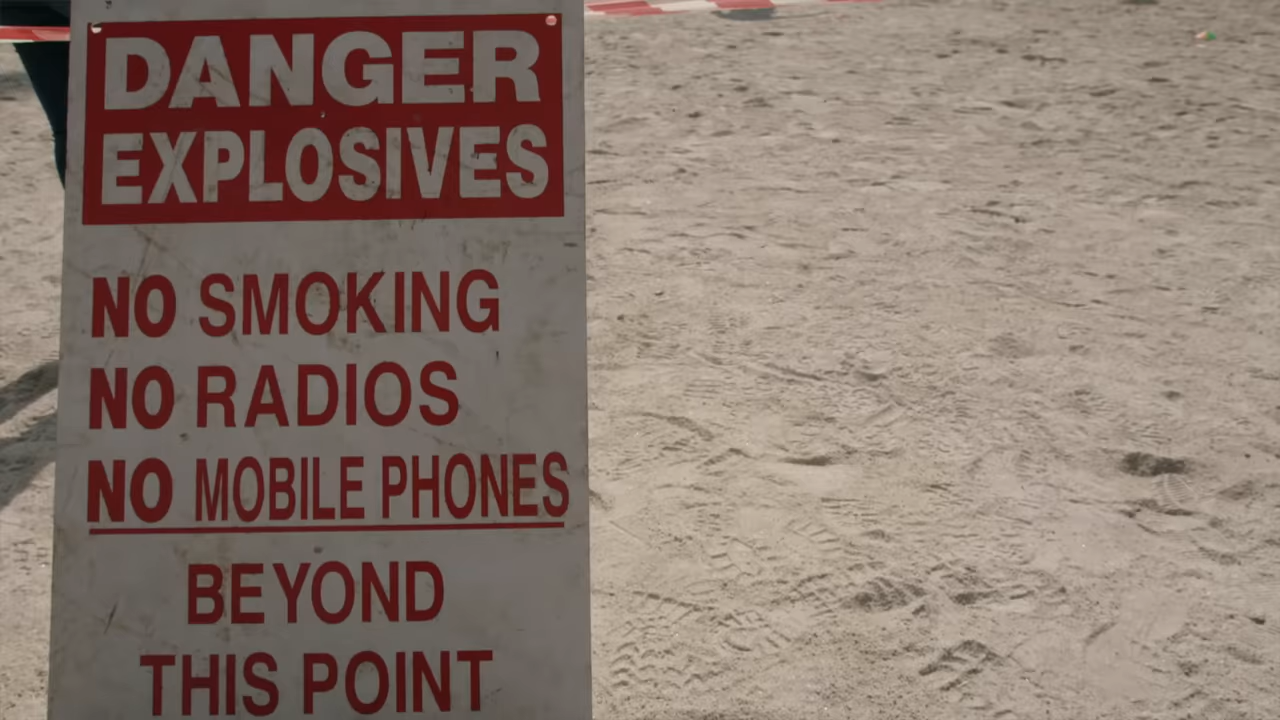 DANGER
EXPLOSIVES
NO SMOKING
NO RADIOS
NO MOBILE PHONES
BEYOND
THIS POINT